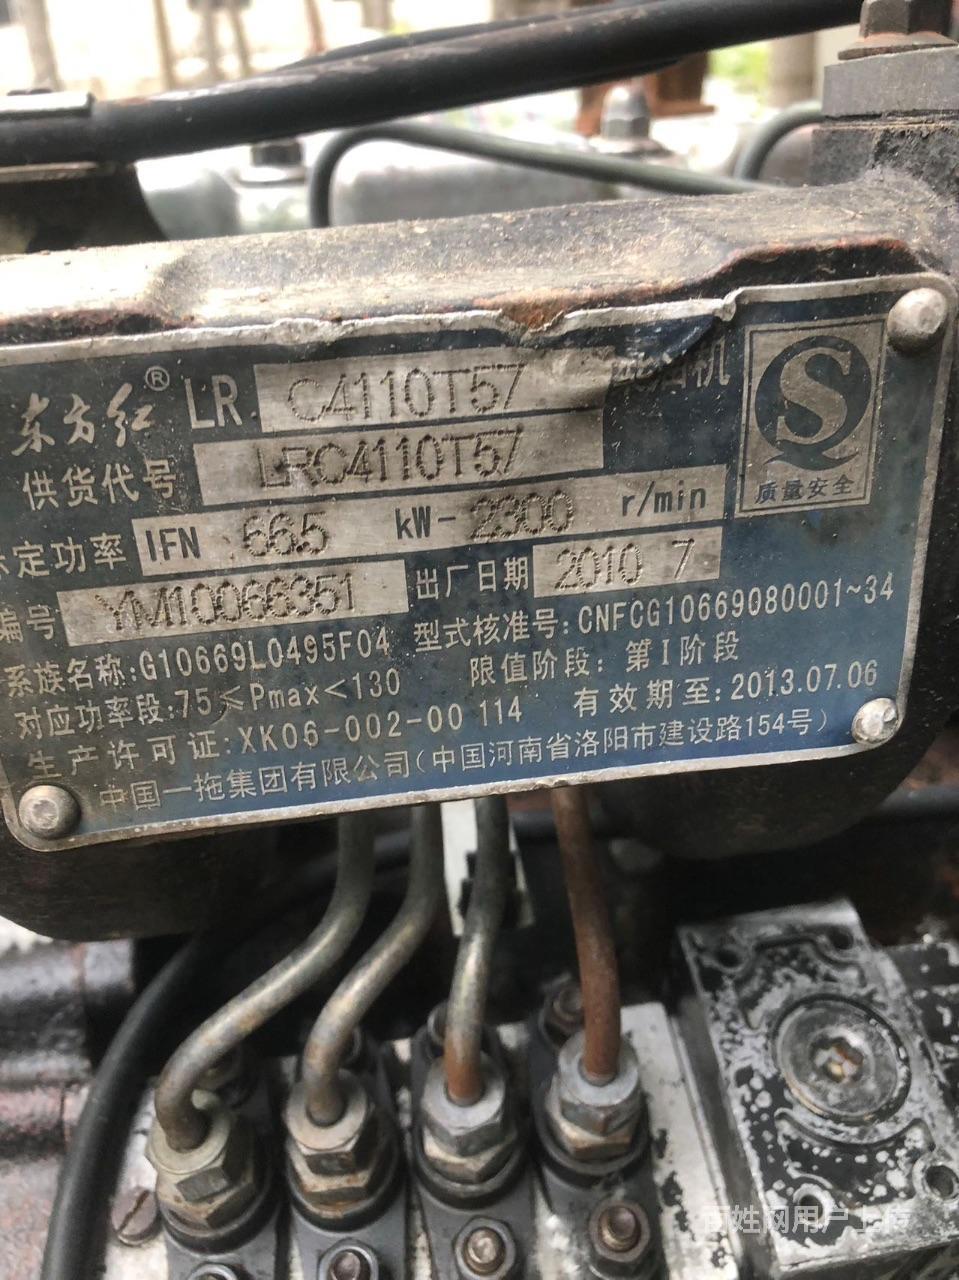 东方红® LR C4110T57 机
供货代号 LRC4110T57
质量安全
定功率 IFN 66.5 kW- 2300 r/min
编号 YM10066351 出厂日期 2010 7
系族名称:G10669L0495F04 型式核准号:CNFCG10669080001~34
对应功率段:75≤Pmax<130 限值阶段:第I阶段
生产许可证:XK06-002-00 114 有效期至:2013.07.06
中国一拖集团有限公司(中国河南省洛阳市建设路154号)
百姓网用户上传